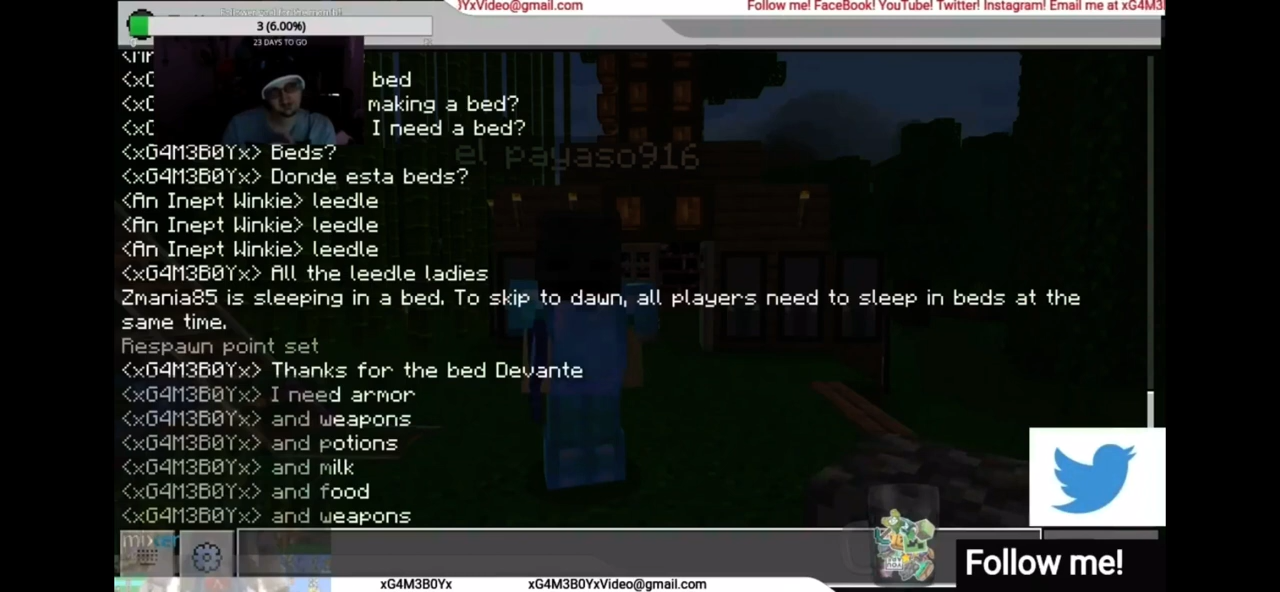 )YxVideo@gmail.com
Follow me! FaceBook! YouTube! Twitter! Instagram! Email me at xG4M3
3 (6.00%)
23 DAYS TO GO
bed
making a bed?
I need a bed?
<xG4M3B0Yx> Beds?
el payaso916
<xG4M3B0Yx> Donde esta beds?
<An Inept Winkie> leedle
<An Inept Winkie> leedle
<An Inept Winkie> leedle
<xG4M3B0Yx> All the leedle ladies
Zmania85 is sleeping in a bed. To skip to dawn, all players need to sleep in beds at the
same time.
Respawn point set
<xG4M3B0Yx> Thanks for the bed Devante
<xG4M3B0Yx> I need armor
<xG4M3B0Yx> and weapons
<xG4M3B0Yx> and potions
<xG4M3B0Yx> and milk
<xG4M3B0Yx> and food
<xG4M3B0Yx> and weapons
mixer
Follow me!
xG4M3B0Yx
xG4M3B0YxVideo@gmail.com